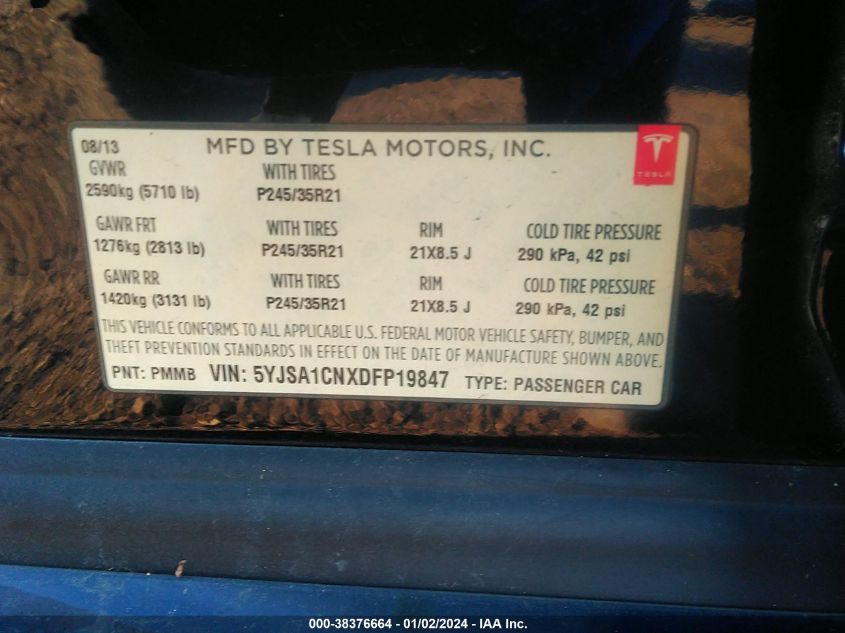 08/13 MFD BY TESLA MOTORS, INC.
TESLA
GVWR WITH TIRES
2590kg (5710 lb) P245/35R21
GAWR FRT WITH TIRES RIM COLD TIRE PRESSURE
1276kg (2813 lb) P245/35R21 21X8.5 J 290 kPa, 42 psi
GAWR RR WITH TIRES RIM COLD TIRE PRESSURE
1420kg (3131 lb) P245/35R21 21X8.5 J 290 kPa, 42 psi
THIS VEHICLE CONFORMS TO ALL APPLICABLE U.S. FEDERAL MOTOR VEHICLE SAFETY, BUMPER, AND
THEFT PREVENTION STANDARDS IN EFFECT ON THE DATE OF MANUFACTURE SHOWN ABOVE.
PNT: PMMB VIN: 5YJSA1CNXDFP19847 TYPE: PASSENGER CAR
000-38376664 - 01/02/2024 - IAA Inc.